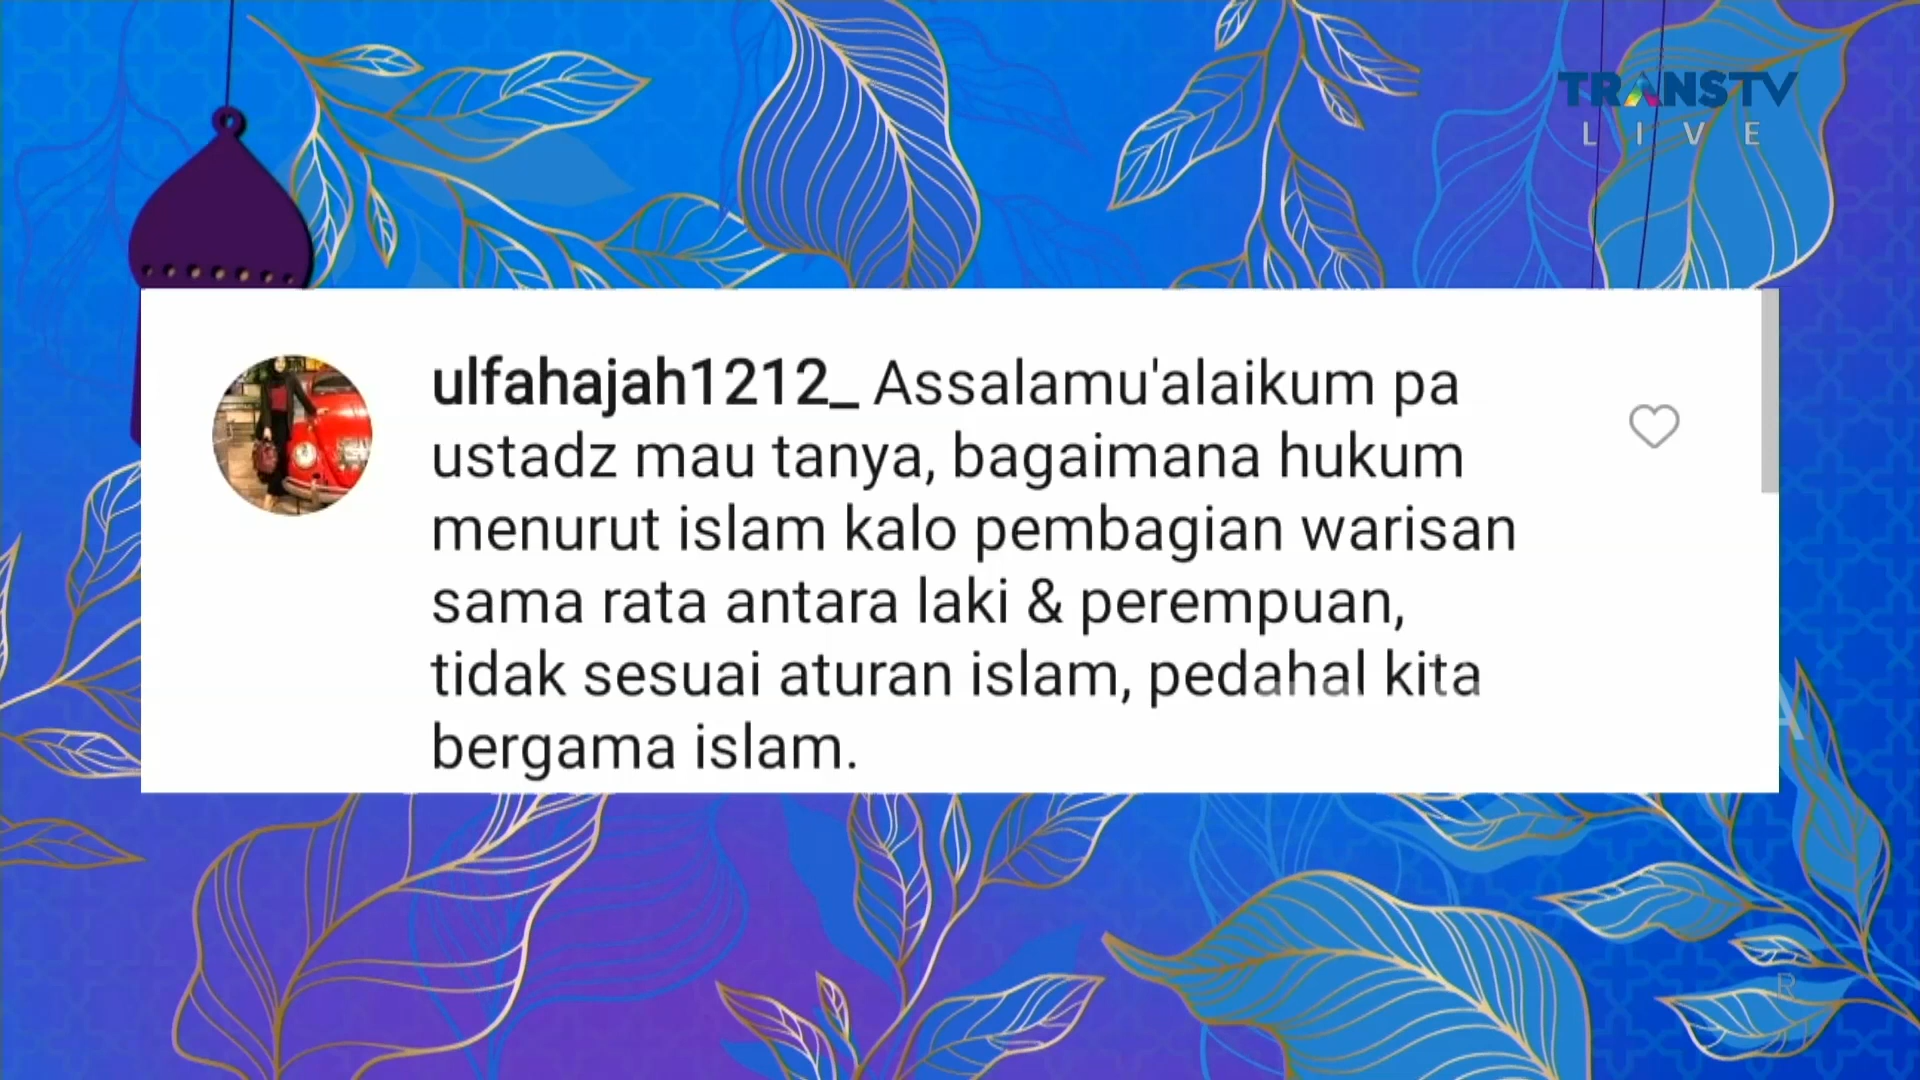 TRANSTV
LIVE
ulfahajah1212_ Assalamu'alaikum pa
ustadz mau tanya, bagaimana hukum
menurut islam kalo pembagian warisan
sama rata antara laki & perempuan,
tidak sesuai aturan islam, pedahal kita
bergama islam.
A
R